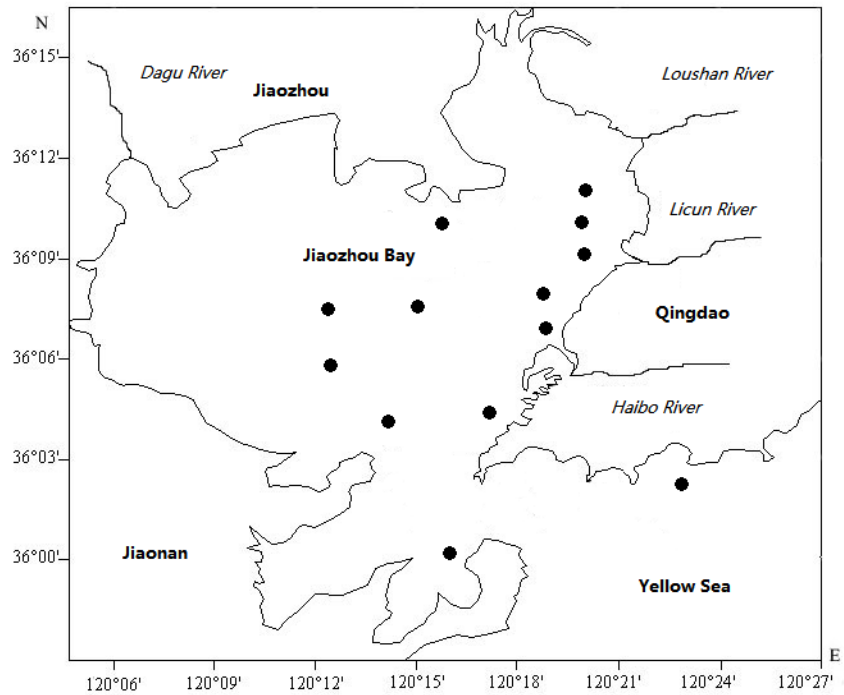 N
36°15'
Dagu River
Loushan River
Jiaozhou
36°12'
Licun River
36°09'
Jiaozhou Bay
Qingdao
36°06'
Haibo River
36°03'
36°00'
Jiaonan
Yellow Sea
E
120°06' 120°09' 120°12' 120°15' 120°18' 120°21' 120°24' 120°27'